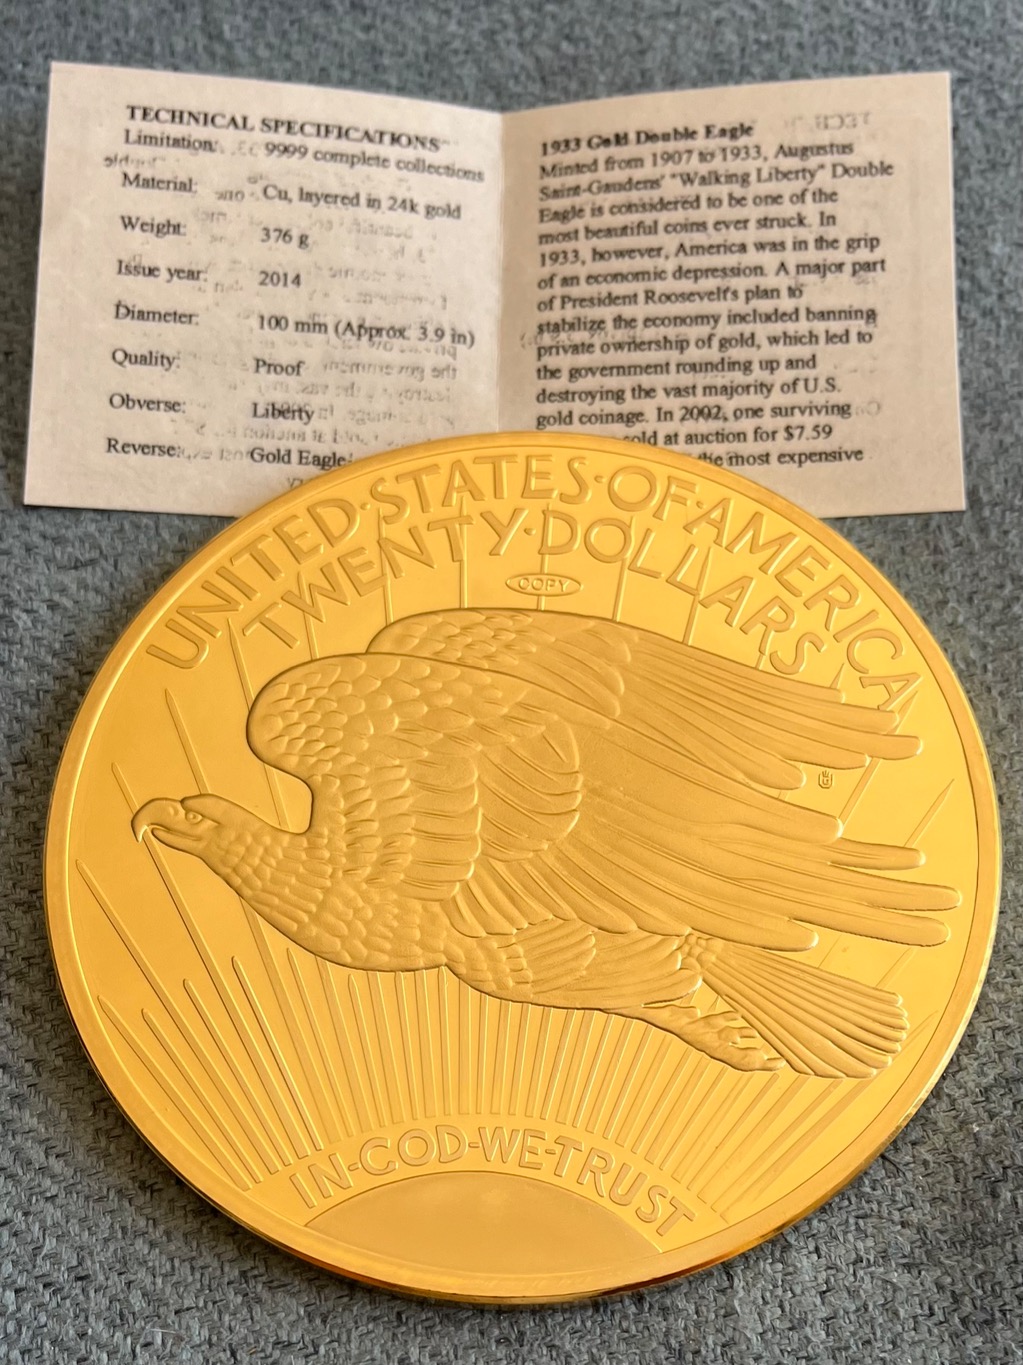 TECHNICAL SPECIFICATIONS
Limitation: 9999 complete collections
Material: Cu, layered in 24k gold
Weight: 376 g
Issue year: 2014
Diameter: 100 mm (Approx. 3.9 in)
Quality: Proof
Obverse: Liberty
Reverse: Gold Eagle
1933 Gold Double Eagle
Minted from 1907 to 1933, Augustus
Saint-Gaudens' "Walking Liberty" Double
Eagle is considered to be one of the
most beautiful coins ever struck. In
1933, however, America was in the grip
of an economic depression. A major part
of President Roosevelt's plan to
stabilize the economy included banning
private ownership of gold, which led to
the government rounding up and
destroying the vast majority of U.S.
gold coinage. In 2002, one surviving
sold at auction for $7.59
the most expensive
UNITED·STATES·OF·AMERICA
TWENTY·DOLLARS
COPY
IN·GOD·WE·TRUST